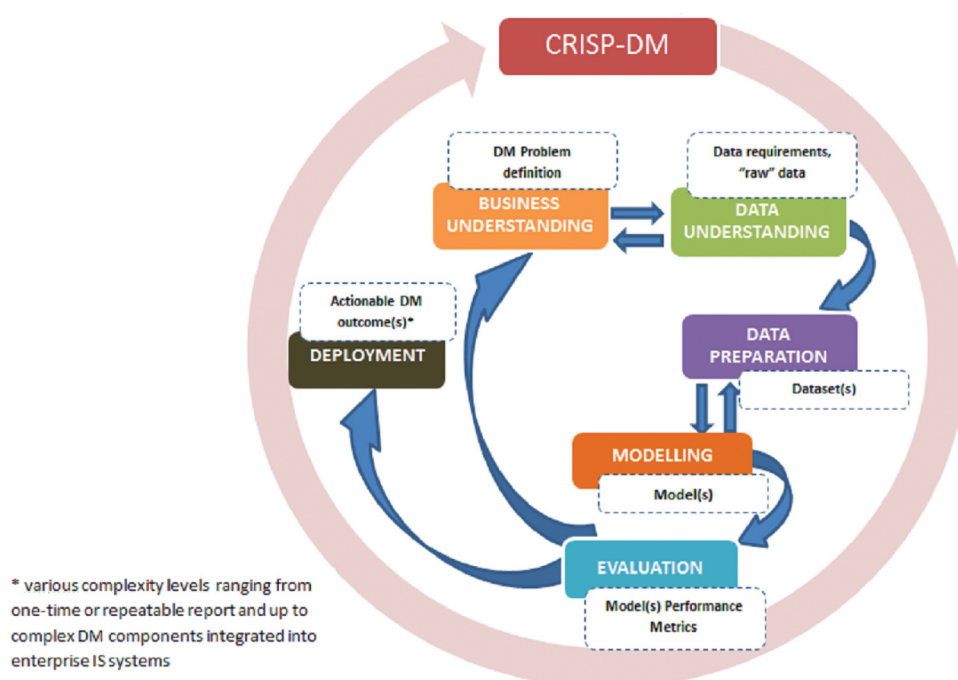 CRISP-DM
DM Problem
definition
BUSINESS
UNDERSTANDING
Data requirements,
“raw” data
DATA
UNDERSTANDING
Actionable DM
outcome(s)*
DEPLOYMENT
DATA
PREPARATION
Dataset(s)
MODELLING
Model(s)
EVALUATION
Model(s) Performance
Metrics
* various complexity levels ranging from
one-time or repeatable report and up to
complex DM components integrated into
enterprise IS systems